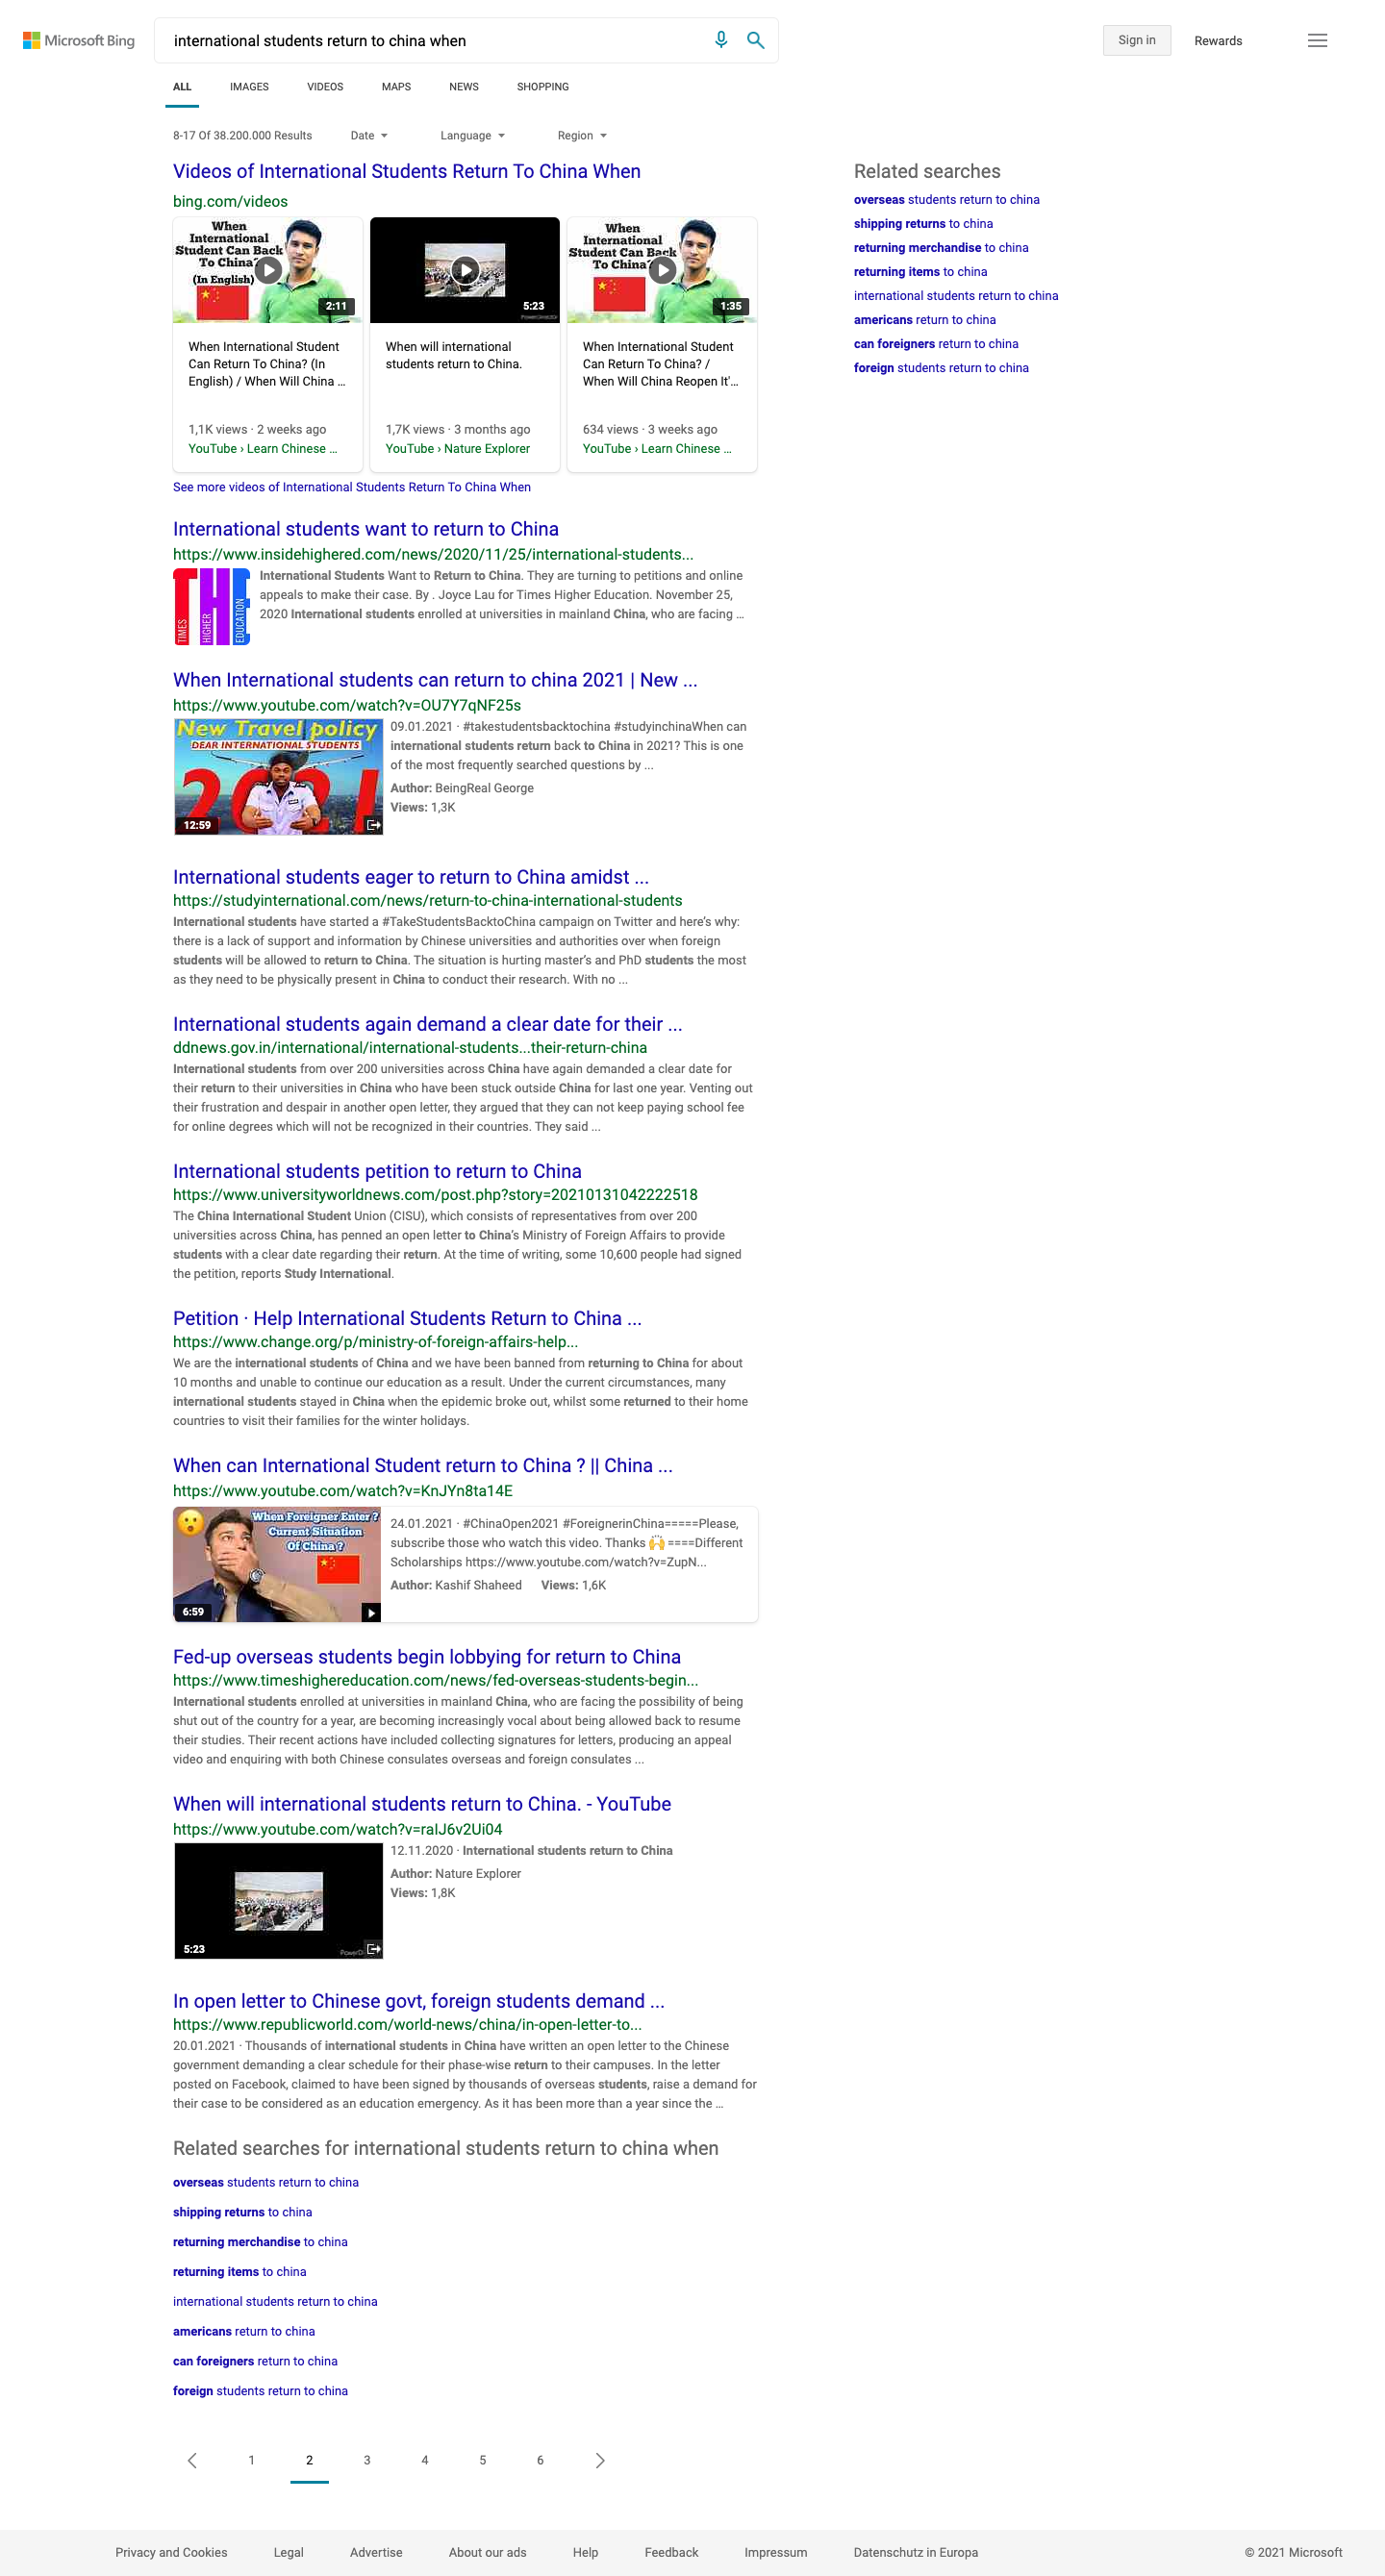 Microsoft Bing
international students return to china when
Sign in
Rewards
ALL
IMAGES
VIDEOS
MAPS
NEWS
SHOPPING
8-17 Of 38.200.000 Results
Date
Language
Region
Videos of International Students Return To China When
bing.com/videos
When
International
Student Can Back
To China?
(In English)
2:11
When International Student
Can Return To China? (In
English) / When Will China ...
1,1K views · 2 weeks ago
YouTube › Learn Chinese ...
5:23
When will international
students return to China.
1,7K views · 3 months ago
YouTube › Nature Explorer
When
International
Student Can Back
To China?
1:35
When International Student
Can Return To China? /
When Will China Reopen It'...
634 views · 3 weeks ago
YouTube › Learn Chinese ...
See more videos of International Students Return To China When
International students want to return to China
https://www.insidehighered.com/news/2020/11/25/international-students...
TIMES
HIGHER
EDUCATION
International Students Want to Return to China. They are turning to petitions and online
appeals to make their case. By . Joyce Lau for Times Higher Education. November 25,
2020 International students enrolled at universities in mainland China, who are facing ...
When International students can return to china 2021 | New ...
https://www.youtube.com/watch?v=OU7Y7qNF25s
New Travel policy
DEAR INTERNATIONAL STUDENTS
2021
12:59
09.01.2021 · #takestudentsbacktochina #studyinchinaWhen can
international students return back to China in 2021? This is one
of the most frequently searched questions by ...
Author: BeingReal George
Views: 1,3K
International students eager to return to China amidst ...
https://studyinternational.com/news/return-to-china-international-students
International students have started a #TakeStudentsBacktoChina campaign on Twitter and here's why:
there is a lack of support and information by Chinese universities and authorities over when foreign
students will be allowed to return to China. The situation is hurting master's and PhD students the most
as they need to be physically present in China to conduct their research. With no ...
International students again demand a clear date for their ...
ddnews.gov.in/international/international-students...their-return-china
International students from over 200 universities across China have again demanded a clear date for
their return to their universities in China who have been stuck outside China for last one year. Venting out
their frustration and despair in another open letter, they argued that they can not keep paying school fee
for online degrees which will not be recognized in their countries. They said ...
International students petition to return to China
https://www.universityworldnews.com/post.php?story=20210131042222518
The China International Student Union (CISU), which consists of representatives from over 200
universities across China, has penned an open letter to China's Ministry of Foreign Affairs to provide
students with a clear date regarding their return. At the time of writing, some 10,600 people had signed
the petition, reports Study International.
Petition · Help International Students Return to China ...
https://www.change.org/p/ministry-of-foreign-affairs-help...
We are the international students of China and we have been banned from returning to China for about
10 months and unable to continue our education as a result. Under the current circumstances, many
international students stayed in China when the epidemic broke out, whilst some returned to their home
countries to visit their families for the winter holidays.
When can International Student return to China ? || China ...
https://www.youtube.com/watch?v=KnJYn8ta14E
When Foreigner Enter ?
Current Situation
Of China ?
6:59
24.01.2021 · #ChinaOpen2021 #ForeignerinChina=====Please,
subscribe those who watch this video. Thanks 🙌 ====Different
Scholarships https://www.youtube.com/watch?v=ZupN...
Author: Kashif Shaheed Views: 1,6K
Fed-up overseas students begin lobbying for return to China
https://www.timeshighereducation.com/news/fed-overseas-students-begin...
International students enrolled at universities in mainland China, who are facing the possibility of being
shut out of the country for a year, are becoming increasingly vocal about being allowed back to resume
their studies. Their recent actions have included collecting signatures for letters, producing an appeal
video and enquiring with both Chinese consulates overseas and foreign consulates ...
When will international students return to China. - YouTube
https://www.youtube.com/watch?v=raIJ6v2Ui04
5:23
12.11.2020 · International students return to China
Author: Nature Explorer
Views: 1,8K
In open letter to Chinese govt, foreign students demand ...
https://www.republicworld.com/world-news/china/in-open-letter-to...
20.01.2021 · Thousands of international students in China have written an open letter to the Chinese
government demanding a clear schedule for their phase-wise return to their campuses. In the letter
posted on Facebook, claimed to have been signed by thousands of overseas students, raise a demand for
their case to be considered as an education emergency. As it has been more than a year since the ...
Related searches for international students return to china when
overseas students return to china
shipping returns to china
returning merchandise to china
returning items to china
international students return to china
americans return to china
can foreigners return to china
foreign students return to china
1
2
3
4
5
6
Related searches
overseas students return to china
shipping returns to china
returning merchandise to china
returning items to china
international students return to china
americans return to china
can foreigners return to china
foreign students return to china
Privacy and Cookies
Legal
Advertise
About our ads
Help
Feedback
Impressum
Datenschutz in Europa
© 2021 Microsoft